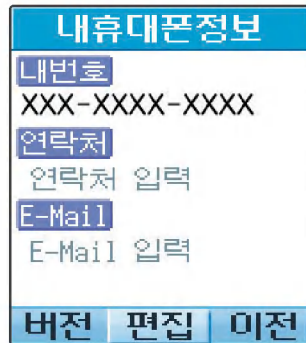 내휴대폰정보
내번호
XXX-XXXX-XXXX
연락처
연락처 입력
E-Mail
E-Mail 입력
버전 편집 이전